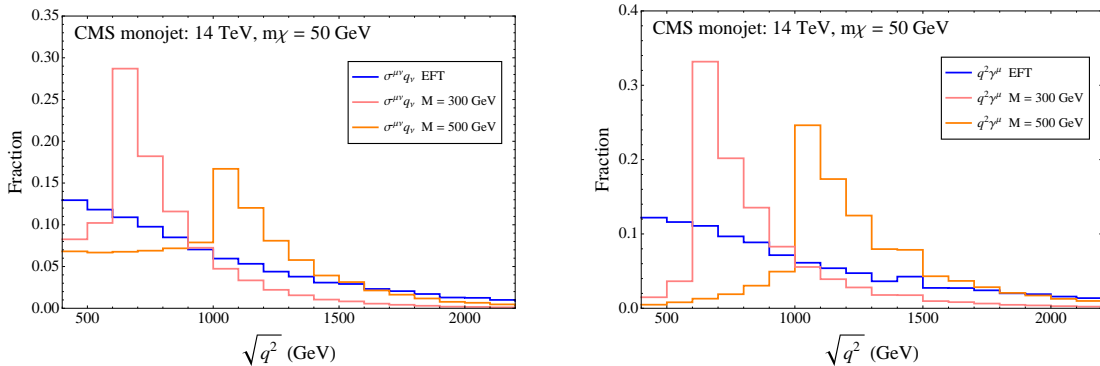 CMS monojet: 14 TeV, mχ = 50 GeV
σ^{μν}q_ν EFT
σ^{μν}q_ν M = 300 GeV
σ^{μν}q_ν M = 500 GeV
Fraction
0.30
0.25
0.20
0.15
0.10
0.05
0.00
500 1000 1500 2000
√q² (GeV)
CMS monojet: 14 TeV, mχ = 50 GeV
q²γ^μ EFT
q²γ^μ M = 300 GeV
q²γ^μ M = 500 GeV
Fraction
0.4
0.3
0.2
0.1
0.0
500 1000 1500 2000
√q² (GeV)